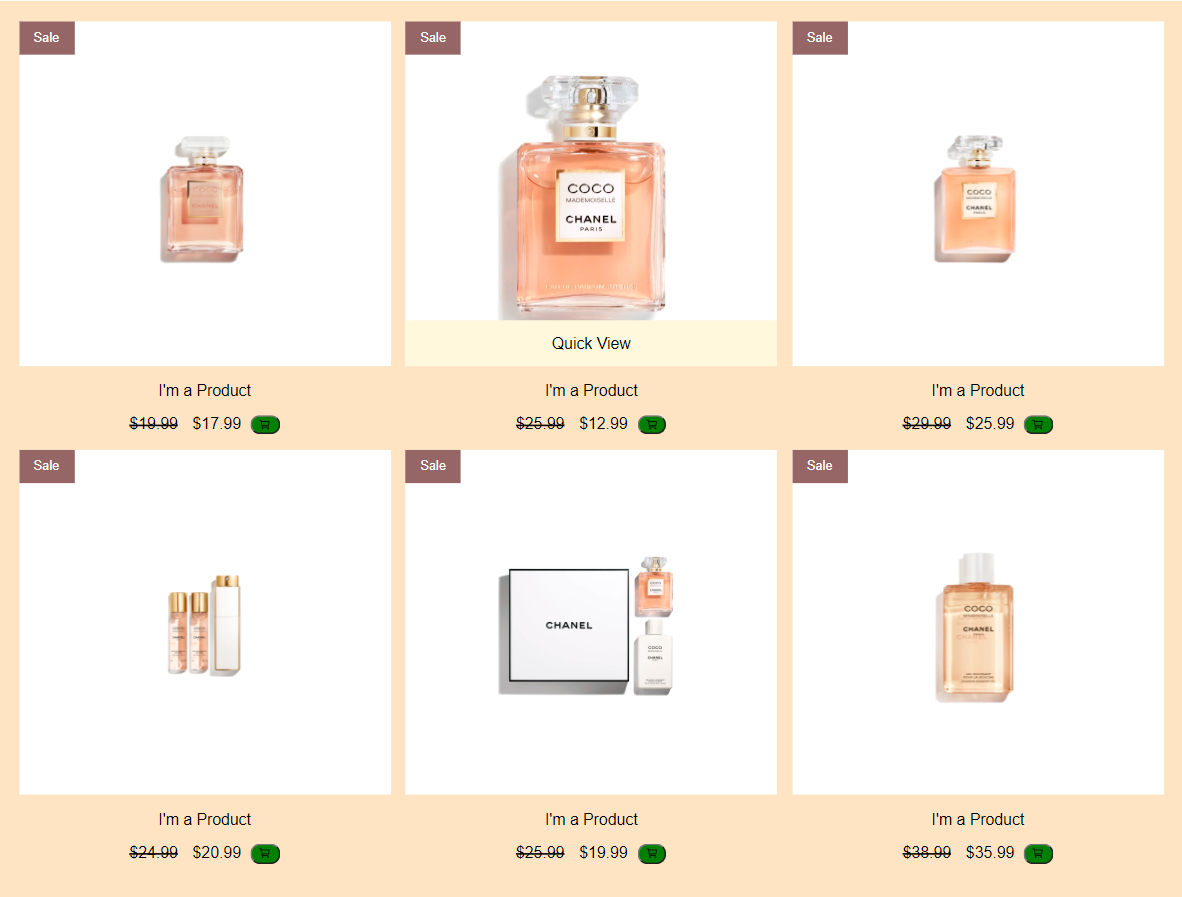 Sale
Sale
Sale
COCO
MADEMOISELLE
CHANEL
PARIS
COCO
CHANEL
Quick View
I'm a Product
I'm a Product
I'm a Product
$19.99 $17.99
$25.99 $12.99
$29.99 $25.99
Sale
Sale
Sale
CHANEL
COCO
CHANEL
I'm a Product
I'm a Product
I'm a Product
$24.99 $20.99
$25.99 $19.99
$38.99 $35.99